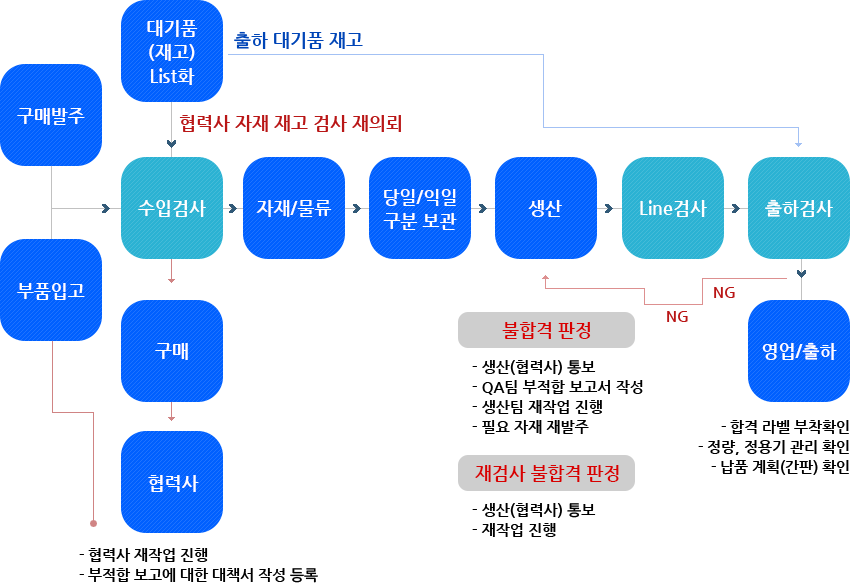 대기품
(재고)
List화
출하 대기품 재고
구매발주
협력사 자재 재고 검사 재의뢰
수입검사
자재/물류
당일/익일
구분 보관
생산
Line검사
출하검사
부품입고
NG
NG
구매
불합격 판정
- 생산(협력사) 통보
- QA팀 부적합 보고서 작성
- 생산팀 재작업 진행
- 필요 자재 재발주
영업/출하
- 합격 라벨 부착확인
- 정량, 정용기 관리 확인
- 납품 계획(간판) 확인
협력사
재검사 불합격 판정
- 생산(협력사) 통보
- 재작업 진행
- 협력사 재작업 진행
- 부적합 보고에 대한 대책서 작성 등록